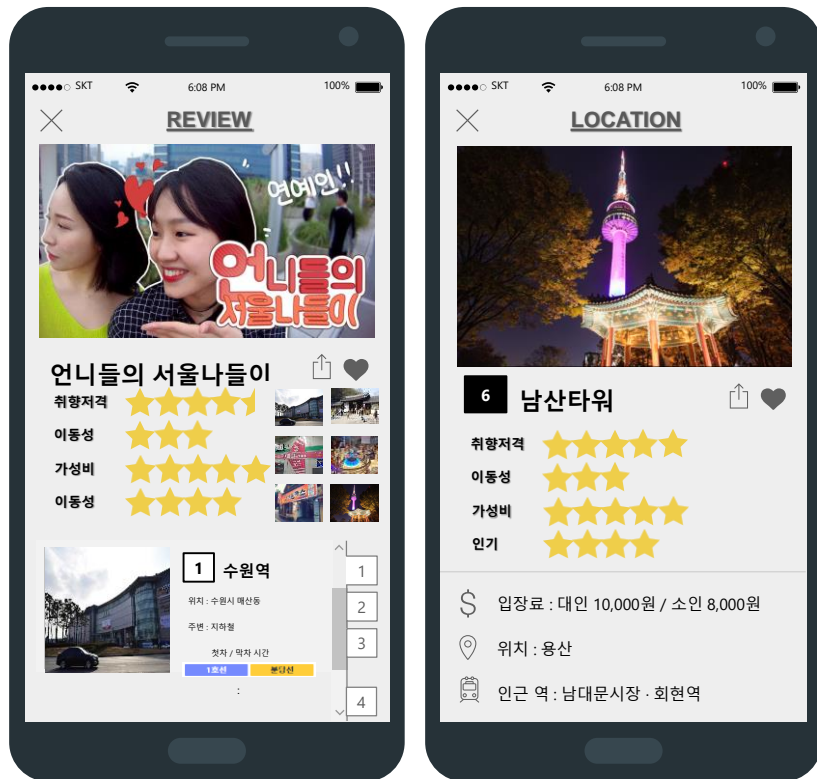 SKT 6:08 PM 100%
REVIEW
연예인!!
언니들의
서울나들이
언니들의 서울나들이
취향저격
이동성
가성비
이동성
1 수원역
위치 : 수원시 매산동
주변 : 지하철
첫차 / 막차 시간
1호선 분당선
:
1
2
3
4
SKT 6:08 PM 100%
LOCATION
6 남산타워
취향저격
이동성
가성비
인기
$ 입장료 : 대인 10,000원 / 소인 8,000원
위치 : 용산
인근 역 : 남대문시장 · 회현역